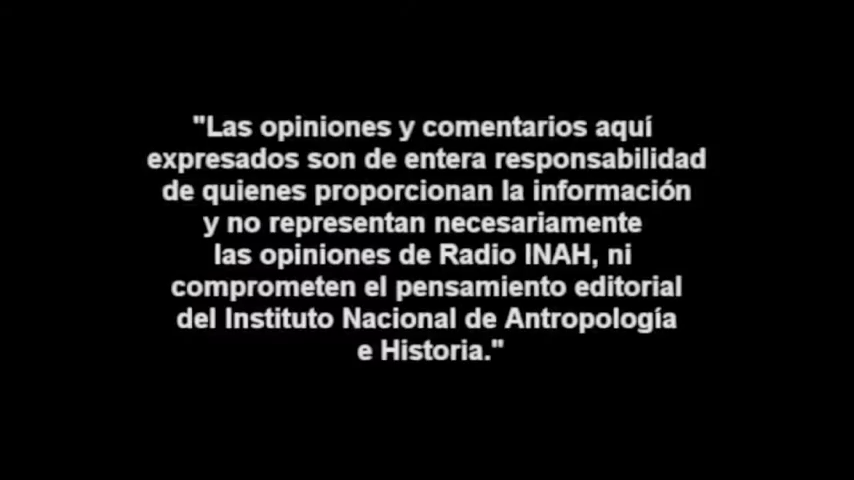 "Las opiniones y comentarios aquí
expresados son de entera responsabilidad
de quienes proporcionan la información
y no representan necesariamente
las opiniones de Radio INAH, ni
comprometen el pensamiento editorial
del Instituto Nacional de Antropología
e Historia."